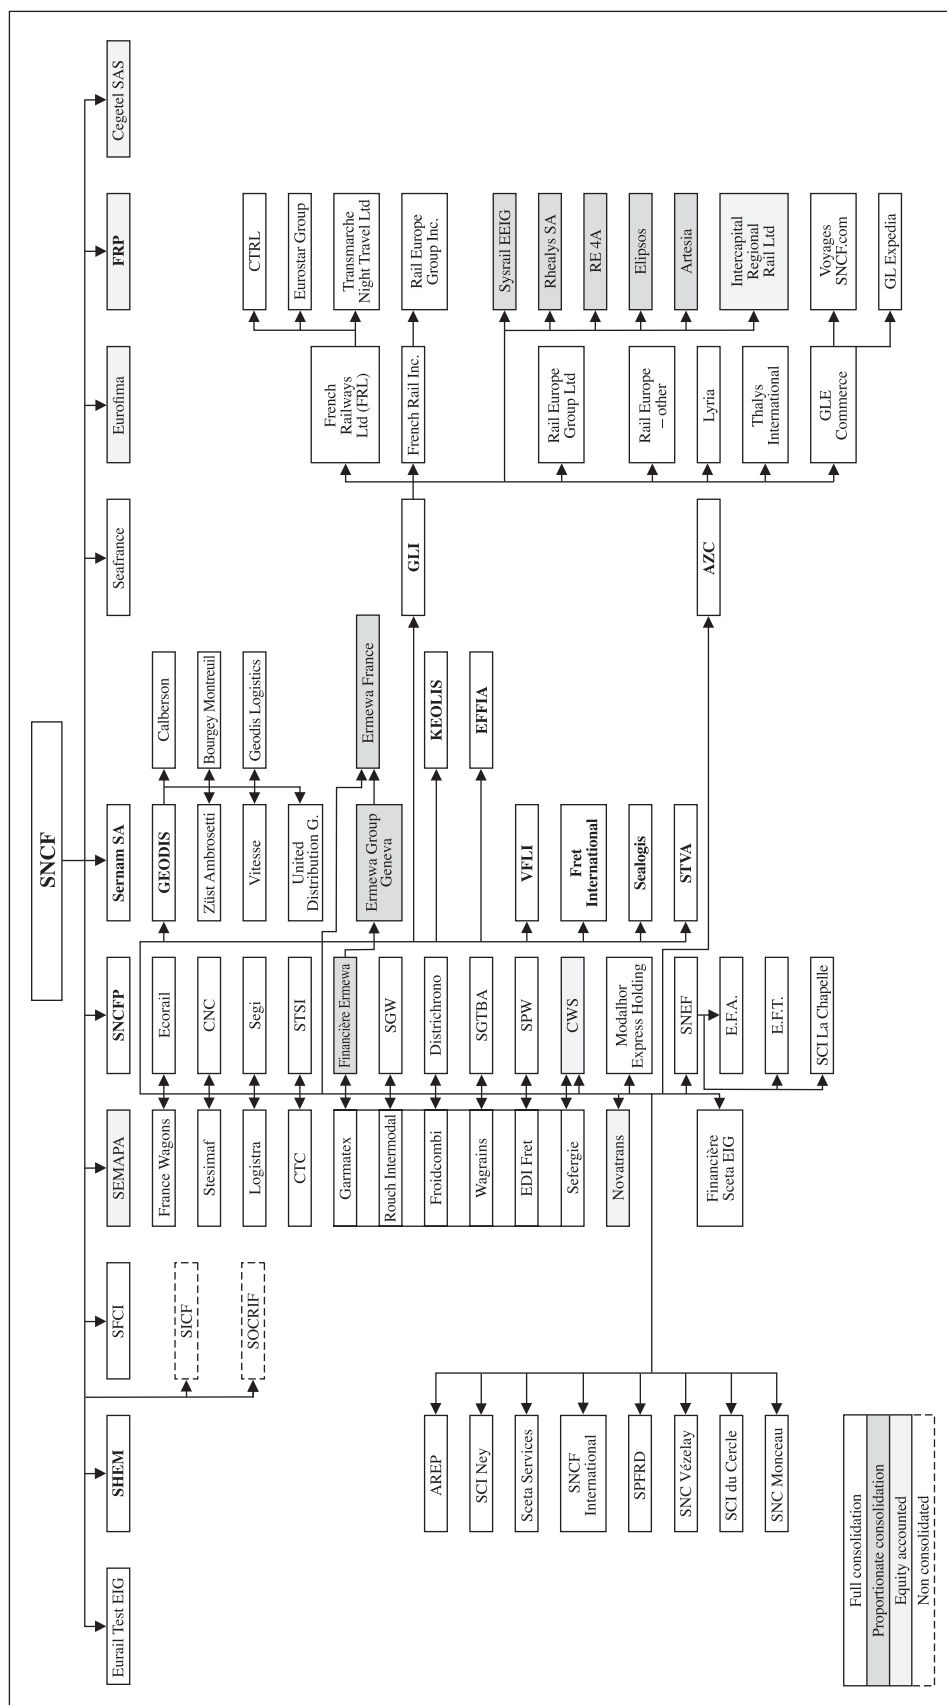 SNCF
Eurail Test EIG
SHEM
SFCI
SEMAPA
SNCFP
Sernam SA
Seafrance
Eurofima
FRP
Cegetel SAS
SICF
SOCRIF
France Wagons
Stesimaf
Logistra
CTC
Garmatex
Rouch Intermodal
Froidcombi
Wagrains
EDI Fret
Sefergie
Novatrans
Financière
Sceta EIG
Ecorail
CNC
Segi
STSI
Financière Ermewa
SGW
Districhrono
SGTBA
SPW
CWS
Modalhor
Express Holding
SNEF
E.F.A.
E.F.T.
SCI La Chapelle
GEODIS
Züst Ambrosetti
Vitesse
United
Distribution G.
Ermewa Group
Geneva
VFLI
Fret
International
Sealogis
STVA
Calberson
Bourgey Montreuil
Geodis Logistics
Ermewa France
KEOLIS
EFFIA
GLI
AZC
French
Railways
Ltd (FRL)
French Rail Inc.
Rail Europe
Group Ltd
Rail Europe
– other
Lyria
Thalys
International
GLE
Commerce
CTRL
Eurostar Group
Transmarche
Night Travel Ltd
Rail Europe
Group Inc.
Sysrail EEIG
Rhealys SA
RE 4A
Elipsos
Artesia
Intercapital
Regional
Rail Ltd
Voyages
SNCF.com
GL Expedia
AREP
SCI Ney
Sceta Services
SNCF
International
SPFRD
SNC Vézelay
SCI du Cercle
SNC Monceau
Full consolidation
Proportionate consolidation
Equity accounted
Non consolidated